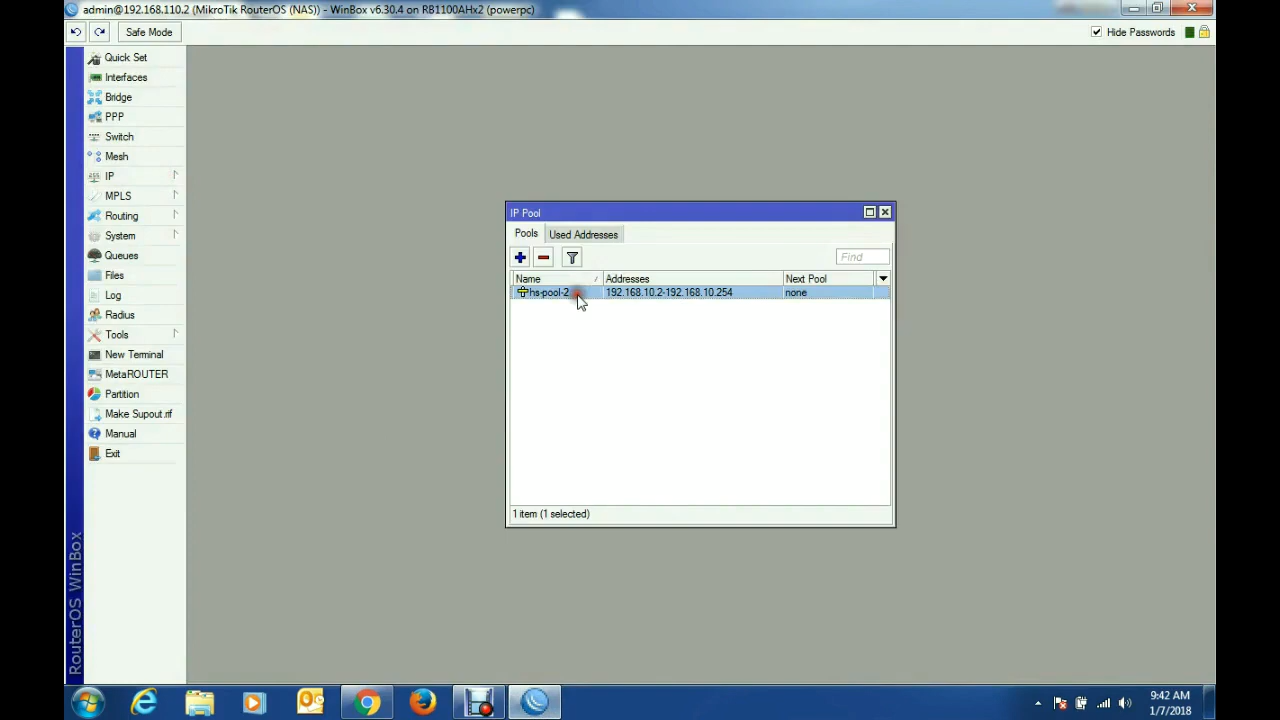 admin@192.168.110.2 (MikroTik RouterOS (NAS)) - WinBox v6.30.4 on RB1100AHx2 (powerpc)
Safe Mode
Hide Passwords
Quick Set
Interfaces
Bridge
PPP
Switch
Mesh
IP
MPLS
Routing
System
Queues
Files
Log
Radius
Tools
New Terminal
MetaROUTER
Partition
Make Supout.rif
Manual
Exit
RouterOS WinBox
IP Pool
Pools
Used Addresses
Find
Name
Addresses
Next Pool
hs-pool-2
192.168.10.2-192.168.10.254
none
1 item (1 selected)
9:42 AM
1/7/2018